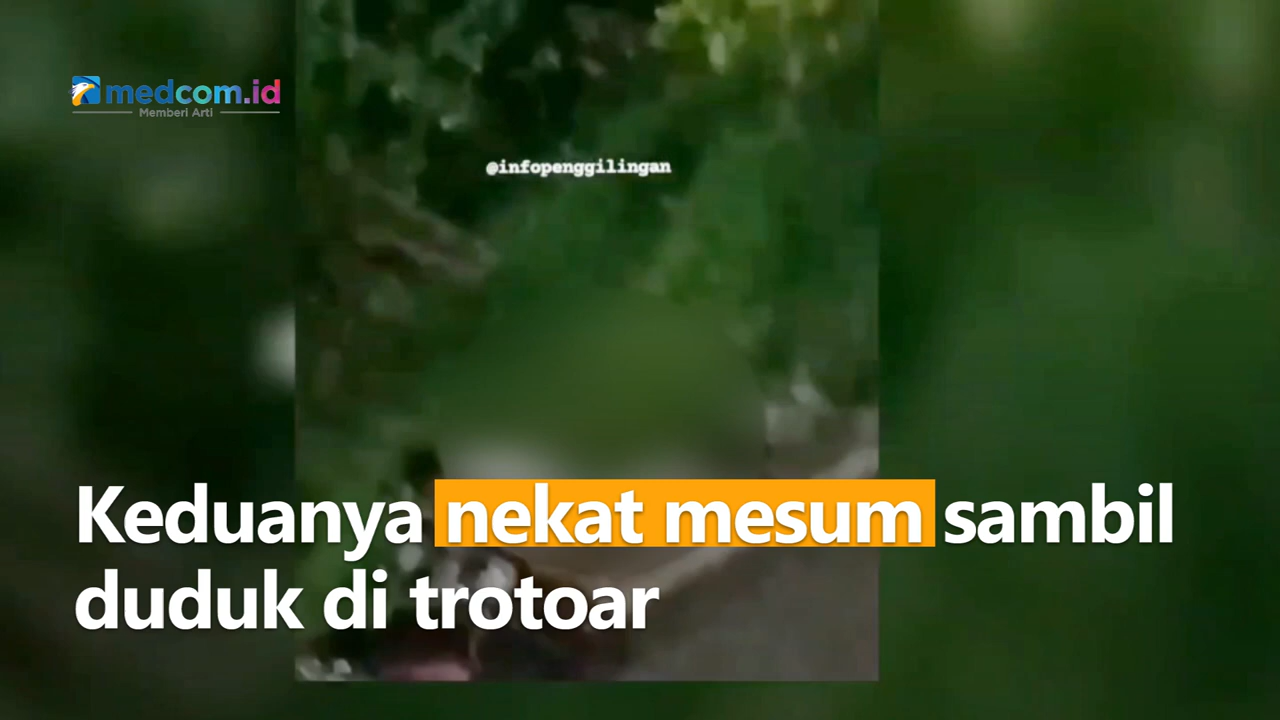 medcom.id
Memberi Arti
@infopenggilingan
Keduanya nekat mesum sambil
duduk di trotoar